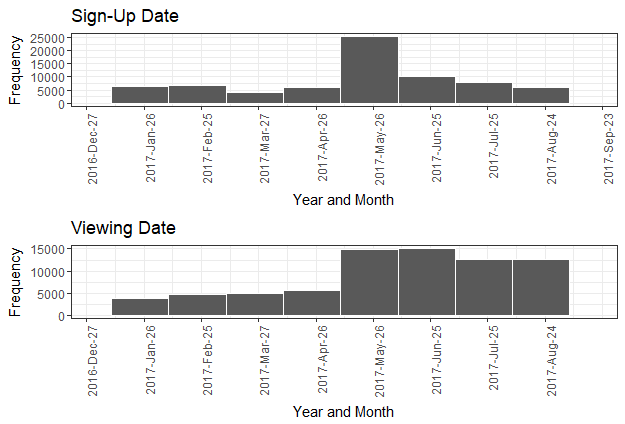 Sign-Up Date
Frequency
25000
20000
15000
10000
5000
0
2016-Dec-27
2017-Jan-26
2017-Feb-25
2017-Mar-27
2017-Apr-26
2017-May-26
2017-Jun-25
2017-Jul-25
2017-Aug-24
2017-Sep-23
Year and Month
Viewing Date
Frequency
15000
10000
5000
0
2016-Dec-27
2017-Jan-26
2017-Feb-25
2017-Mar-27
2017-Apr-26
2017-May-26
2017-Jun-25
2017-Jul-25
2017-Aug-24
Year and Month